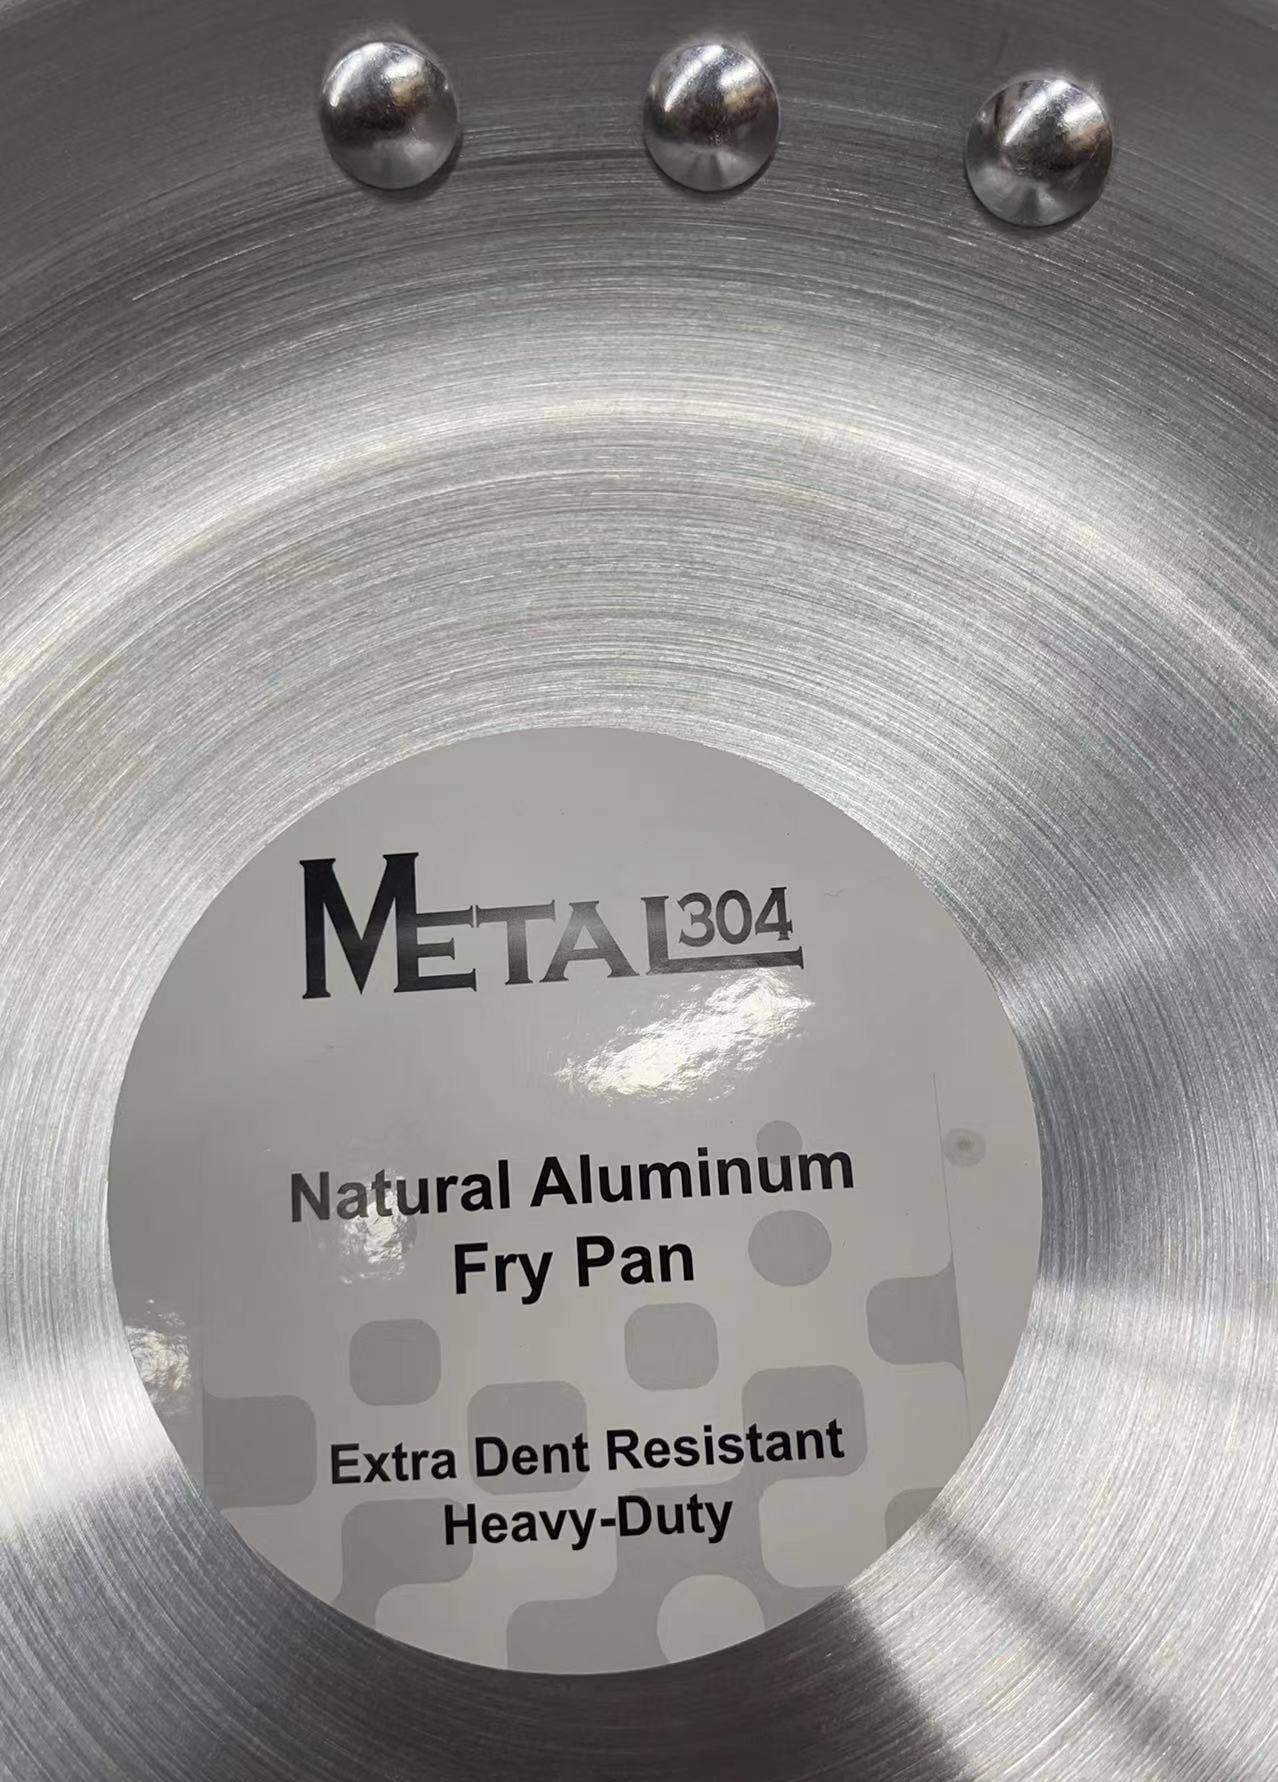 METAL304
Natural Aluminum
Fry Pan
Extra Dent Resistant
Heavy-Duty